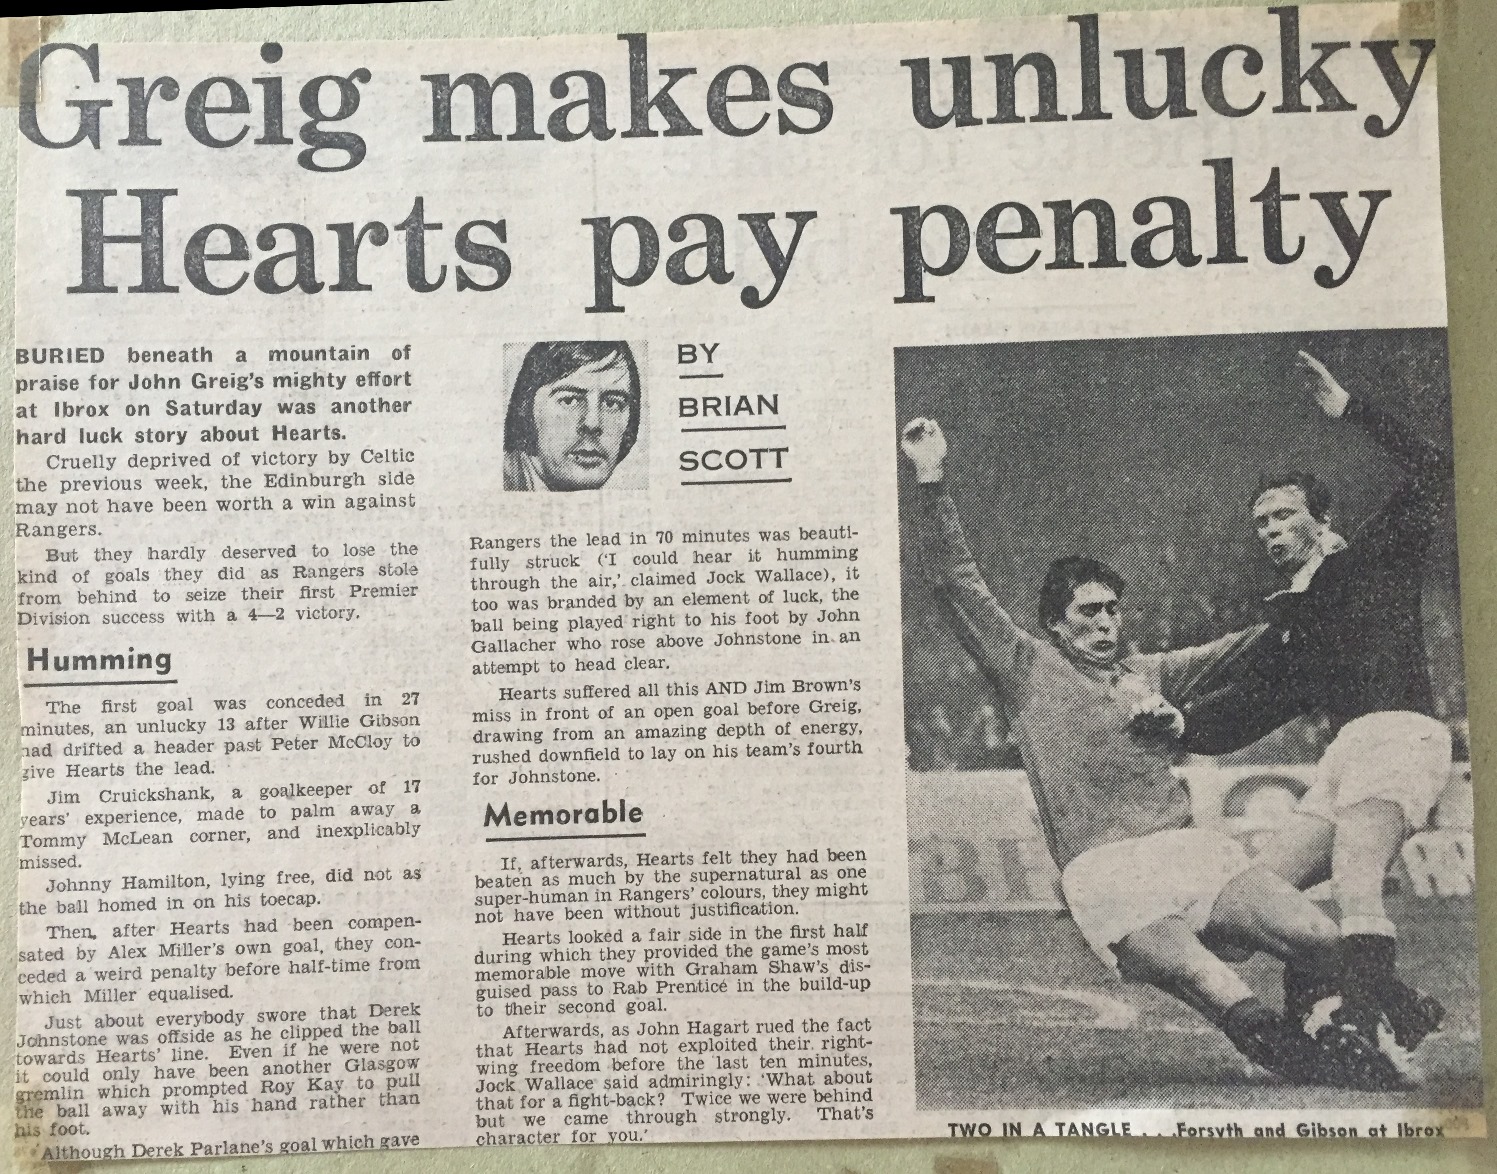 Greig makes unlucky
Hearts pay penalty
BURIED beneath a mountain of
praise for John Greig's mighty effort
at Ibrox on Saturday was another
hard luck story about Hearts.
Cruelly deprived of victory by Celtic
the previous week, the Edinburgh side
may not have been worth a win against
Rangers.
But they hardly deserved to lose the
kind of goals they did as Rangers stole
from behind to seize their first Premier
Division success with a 4—2 victory.
Humming
The first goal was conceded in 27
minutes, an unlucky 13 after Willie Gibson
had drifted a header past Peter McCloy to
give Hearts the lead.
Jim Cruickshank, a goalkeeper of 17
years' experience, made to palm away a
Tommy McLean corner, and inexplicably
missed.
Johnny Hamilton, lying free, did not as
the ball homed in on his toecap.
Then, after Hearts had been compen-
sated by Alex Miller's own goal, they con-
ceded a weird penalty before half-time from
which Miller equalised.
Just about everybody swore that Derek
Johnstone was offside as he clipped the ball
towards Hearts' line. Even if he were not
it could only have been another Glasgow
gremlin which prompted Roy Kay to pull
the ball away with his hand rather than
his foot.
Although Derek Parlane's goal which gave
BY
BRIAN
SCOTT
Rangers the lead in 70 minutes was beauti-
fully struck ('I could hear it humming
through the air,' claimed Jock Wallace), it
too was branded by an element of luck, the
ball being played right to his foot by John
Gallacher who rose above Johnstone in an
attempt to head clear.
Hearts suffered all this AND Jim Brown's
miss in front of an open goal before Greig,
drawing from an amazing depth of energy,
rushed downfield to lay on his team's fourth
for Johnstone.
Memorable
If, afterwards, Hearts felt they had been
beaten as much by the supernatural as one
super-human in Rangers' colours, they might
not have been without justification.
Hearts looked a fair side in the first half
during which they provided the game's most
memorable move with Graham Shaw's dis-
guised pass to Rab Prentice in the build-up
to their second goal.
Afterwards, as John Hagart rued the fact
that Hearts had not exploited their right-
wing freedom before the last ten minutes,
Jock Wallace said admiringly: 'What about
that for a fight-back? Twice we were behind
but we came through strongly. That's
character for you.'
TWO IN A TANGLE . . .Forsyth and Gibson at Ibrox